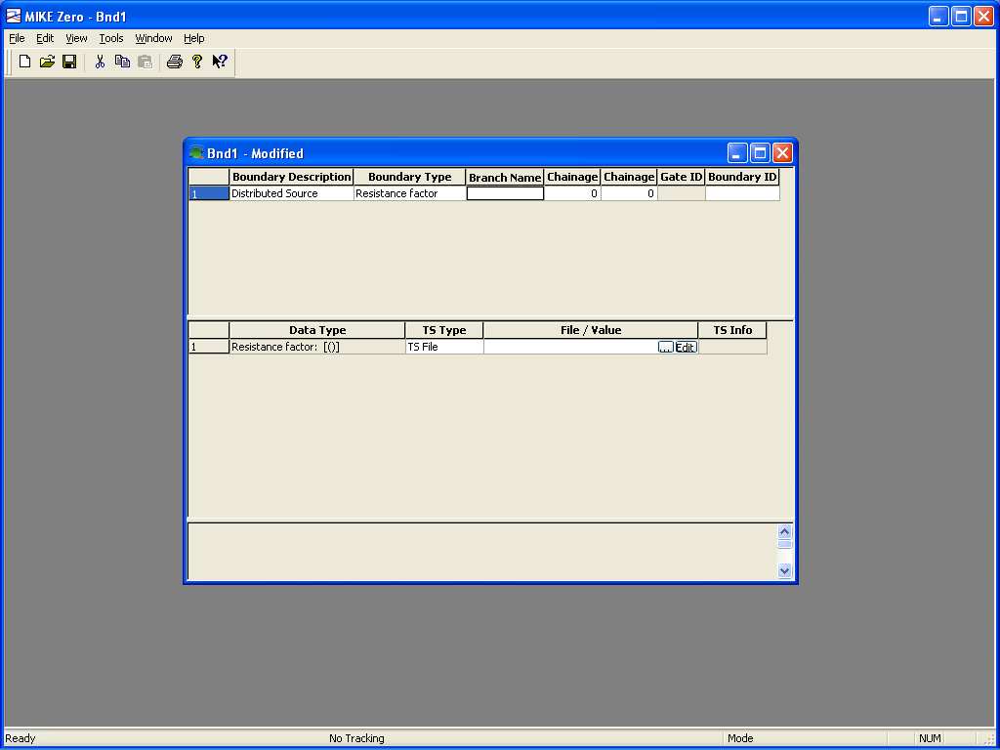 MIKE Zero - Bnd1
File Edit View Tools Window Help
Bnd1 - Modified
Boundary Description Boundary Type Branch Name Chainage Chainage Gate ID Boundary ID
1 Distributed Source Resistance factor 0 0
Data Type TS Type File / Value TS Info
1 Resistance factor: [()] TS File ... Edit
Ready No Tracking Mode NUM